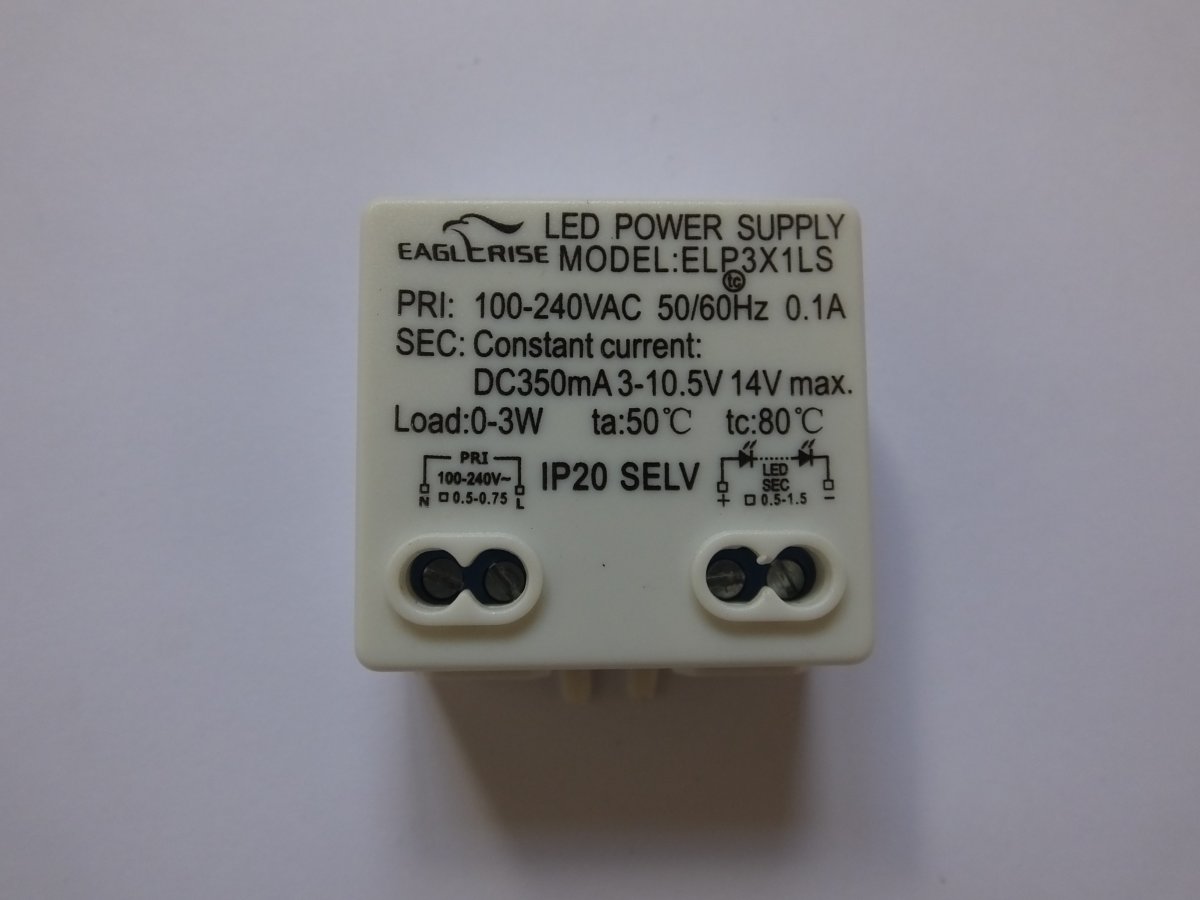 EAGLERISE LED POWER SUPPLY
MODEL:ELP3X1LS
tc
PRI: 100-240VAC 50/60Hz 0.1A
SEC: Constant current:
DC350mA 3-10.5V 14V max.
Load:0-3W ta:50℃ tc:80℃
PRI
100-240V~
N □ 0.5-0.75 L
IP20 SELV
LED
SEC
+ □ 0.5-1.5 −